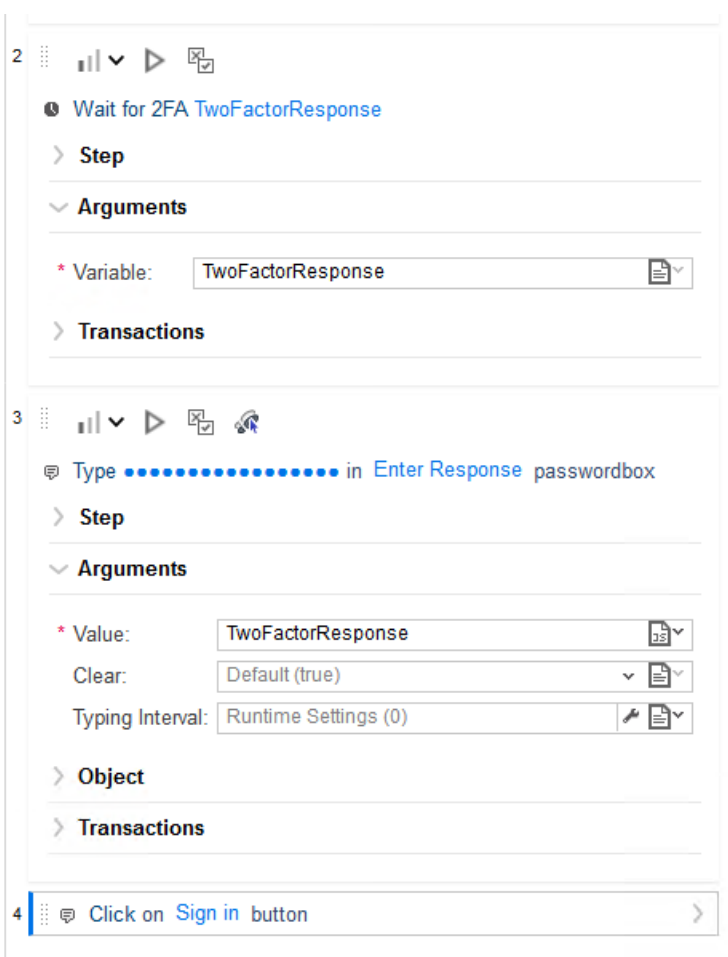 2
Wait for 2FA TwoFactorResponse
Step
Arguments
* Variable: TwoFactorResponse
Transactions
3
Type ●●●●●●●●●●●●●●●●● in Enter Response passwordbox
Step
Arguments
* Value: TwoFactorResponse JS
Clear: Default (true)
Typing Interval: Runtime Settings (0)
Object
Transactions
4 Click on Sign in button